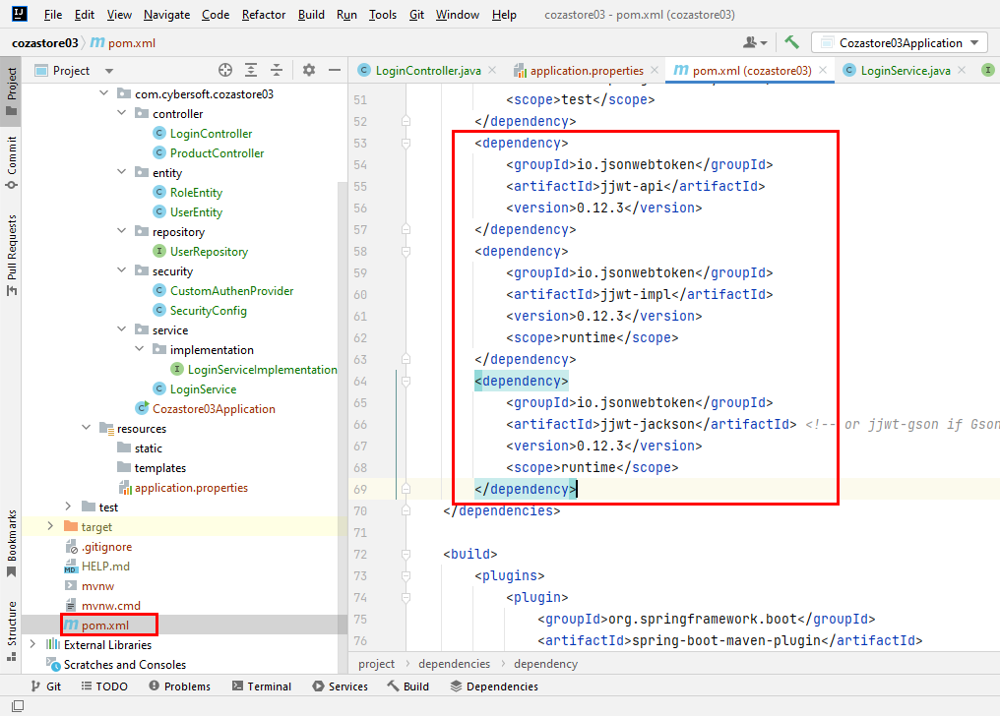 File Edit View Navigate Code Refactor Build Run Tools Git Window Help cozastore03 - pom.xml (cozastore03)
cozastore03 pom.xml Cozastore03Application
Project LoginController.java application.properties pom.xml (cozastore03) LoginService.java
Project
Commit
Pull Requests
Bookmarks
Structure
com.cybersoft.cozastore03
controller
LoginController
ProductController
entity
RoleEntity
UserEntity
repository
UserRepository
security
CustomAuthenProvider
SecurityConfig
service
implementation
LoginServiceImplementation
LoginService
Cozastore03Application
resources
static
templates
application.properties
test
target
.gitignore
HELP.md
mvnw
mvnw.cmd
pom.xml
External Libraries
Scratches and Consoles
51 <scope>test</scope>
52 </dependency>
53 <dependency>
54 <groupId>io.jsonwebtoken</groupId>
55 <artifactId>jjwt-api</artifactId>
56 <version>0.12.3</version>
57 </dependency>
58 <dependency>
59 <groupId>io.jsonwebtoken</groupId>
60 <artifactId>jjwt-impl</artifactId>
61 <version>0.12.3</version>
62 <scope>runtime</scope>
63 </dependency>
64 <dependency>
65 <groupId>io.jsonwebtoken</groupId>
66 <artifactId>jjwt-jackson</artifactId> <!-- or jjwt-gson if Gson
67 <version>0.12.3</version>
68 <scope>runtime</scope>
69 </dependency>
70 </dependencies>
71
72 <build>
73 <plugins>
74 <plugin>
75 <groupId>org.springframework.boot</groupId>
76 <artifactId>spring-boot-maven-plugin</artifactId>
project dependencies dependency
Git TODO Problems Terminal Services Build Dependencies